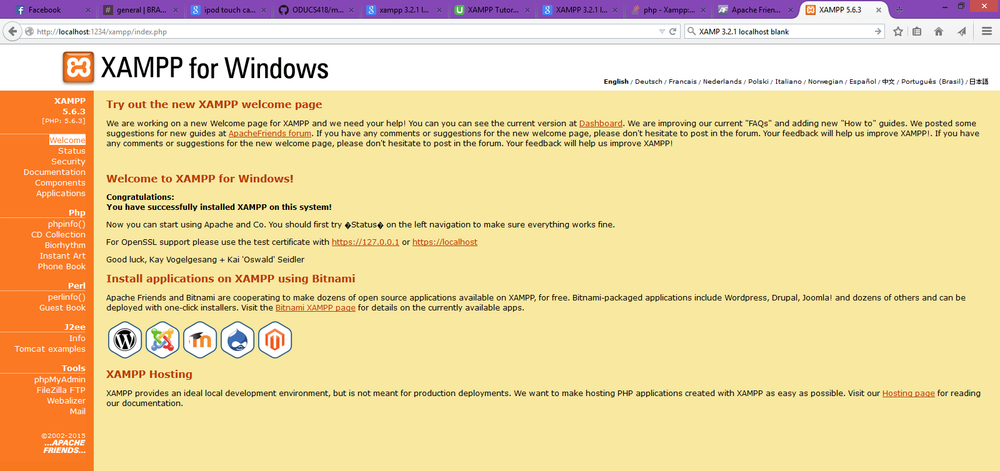 Facebook
general | BRA...
ipod touch ca...
ODUCS418/m...
xampp 3.2.1 l...
XAMPP Tutor...
XAMPP 3.2.1 l...
php - Xampp:...
Apache Frien...
XAMPP 5.6.3
http://localhost:1234/xampp/index.php
XAMP 3.2.1 localhost blank
XAMPP for Windows
English / Deutsch / Francais / Nederlands / Polski / Italiano / Norwegian / Español / 中文 / Português (Brasil) / 日本語
XAMPP
5.6.3
[PHP: 5.6.3]
Welcome
Status
Security
Documentation
Components
Applications
Php
phpinfo()
CD Collection
Biorhythm
Instant Art
Phone Book
Perl
perlinfo()
Guest Book
J2ee
Info
Tomcat examples
Tools
phpMyAdmin
FileZilla FTP
Webalizer
Mail
©2002-2015
...APACHE
FRIENDS...
Try out the new XAMPP welcome page
We are working on a new Welcome page for XAMPP and we need your help! You can you can see the current version at Dashboard. We are improving our current "FAQs" and adding new "How to" guides. We posted some
suggestions for new guides at ApacheFriends forum. If you have any comments or suggestions for the new welcome page, please don't hesitate to post in the forum. Your feedback will help us improve XAMPP!. If you have
any comments or suggestions for the new welcome page, please don't hesitate to post in the forum. Your feedback will help us improve XAMPP!
Welcome to XAMPP for Windows!
Congratulations:
You have successfully installed XAMPP on this system!
Now you can start using Apache and Co. You should first try �Status� on the left navigation to make sure everything works fine.
For OpenSSL support please use the test certificate with https://127.0.0.1 or https://localhost
Good luck, Kay Vogelgesang + Kai 'Oswald' Seidler
Install applications on XAMPP using Bitnami
Apache Friends and Bitnami are cooperating to make dozens of open source applications available on XAMPP, for free. Bitnami-packaged applications include Wordpress, Drupal, Joomla! and dozens of others and can be
deployed with one-click installers. Visit the Bitnami XAMPP page for details on the currently available apps.
XAMPP Hosting
XAMPP provides an ideal local development environment, but is not meant for production deployments. We want to make hosting PHP applications created with XAMPP as easy as possible. Visit our Hosting page for reading
our documentation.